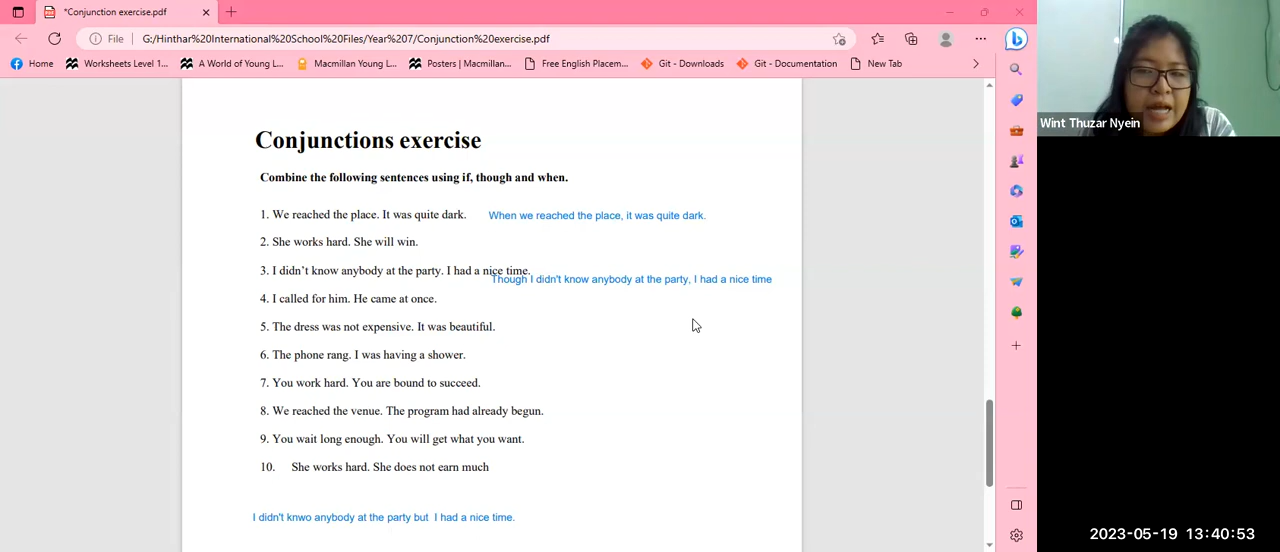 *Conjunction exercise.pdf
File G:/Hinthar%20International%20School%20Files/Year%207/Conjunction%20exercise.pdf
Home Worksheets Level 1... A World of Young L... Macmillan Young L... Posters | Macmillan... Free English Placem... Git - Downloads Git - Documentation New Tab
Wint Thuzar Nyein
Conjunctions exercise
Combine the following sentences using if, though and when.
1. We reached the place. It was quite dark. When we reached the place, it was quite dark.
2. She works hard. She will win.
3. I didn't know anybody at the party. I had a nice time.
Though I didn't know anybody at the party, I had a nice time
4. I called for him. He came at once.
5. The dress was not expensive. It was beautiful.
6. The phone rang. I was having a shower.
7. You work hard. You are bound to succeed.
8. We reached the venue. The program had already begun.
9. You wait long enough. You will get what you want.
10. She works hard. She does not earn much
I didn't knwo anybody at the party but I had a nice time.
2023-05-19 13:40:53